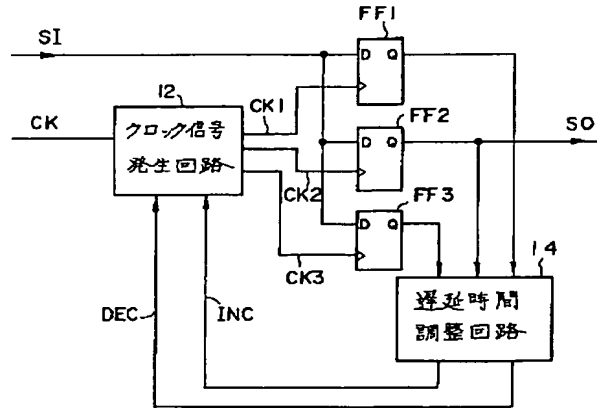 SI
FF1
D Q
12
CK1
CK
クロック信号
発生回路
FF2
D Q
SO
CK2
FF3
D Q
CK3
14
遅延時間
調整回路
DEC
INC